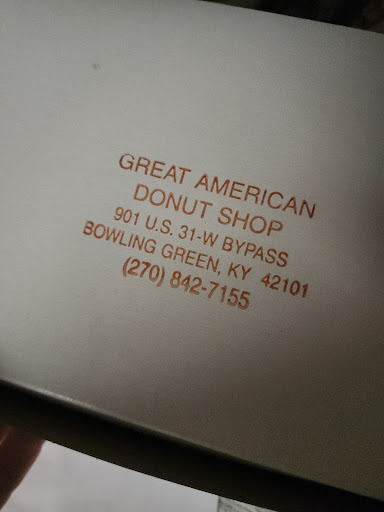 GREAT AMERICAN
DONUT SHOP
901 U.S. 31-W BYPASS
BOWLING GREEN, KY 42101
(270) 842-7155